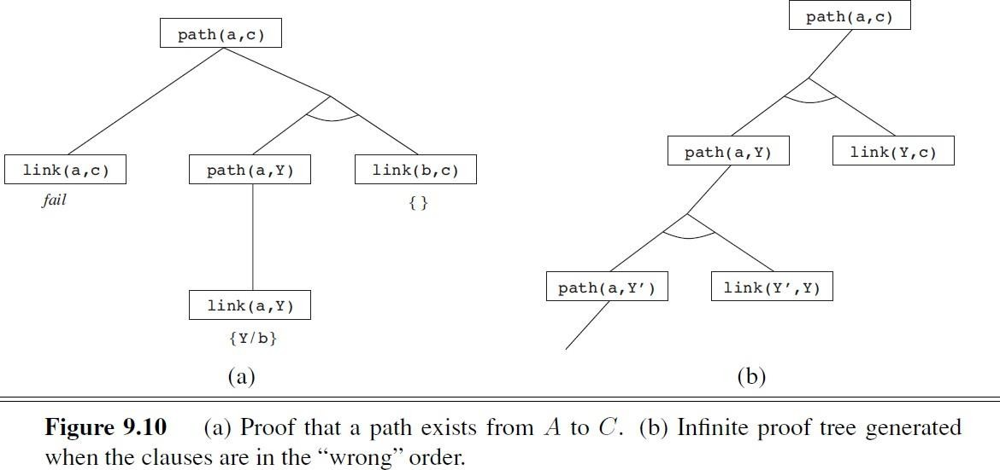 path(a,c)
link(a,c)
path(a,Y)
link(b,c)
fail
{ }
link(a,Y)
{Y/b}
(a)
path(a,c)
path(a,Y)
link(Y,c)
path(a,Y’)
link(Y’,Y)
(b)
Figure 9.10 (a) Proof that a path exists from A to C. (b) Infinite proof tree generated
when the clauses are in the “wrong” order.